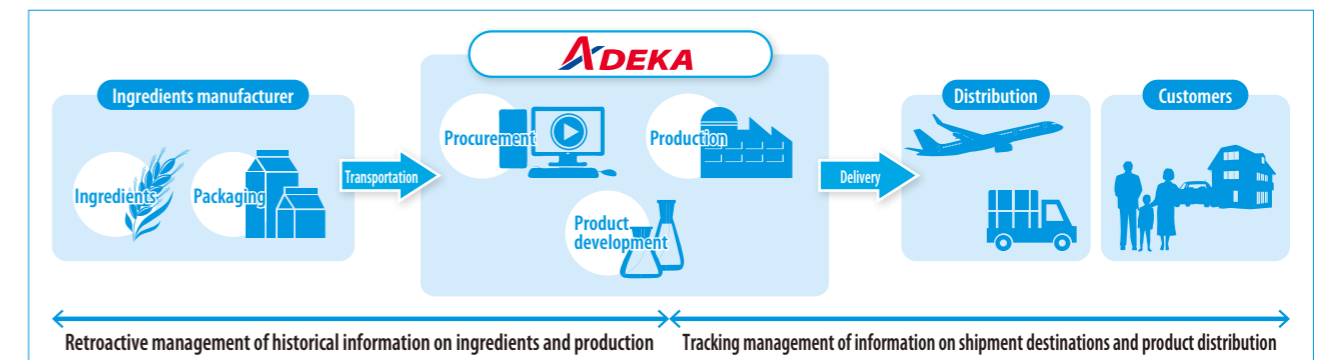 ADEKA
Ingredients manufacturer
Ingredients
Packaging
Transportation
Procurement
Production
Product
development
Delivery
Distribution
Customers
Retroactive management of historical information on ingredients and production
Tracking management of information on shipment destinations and product distribution